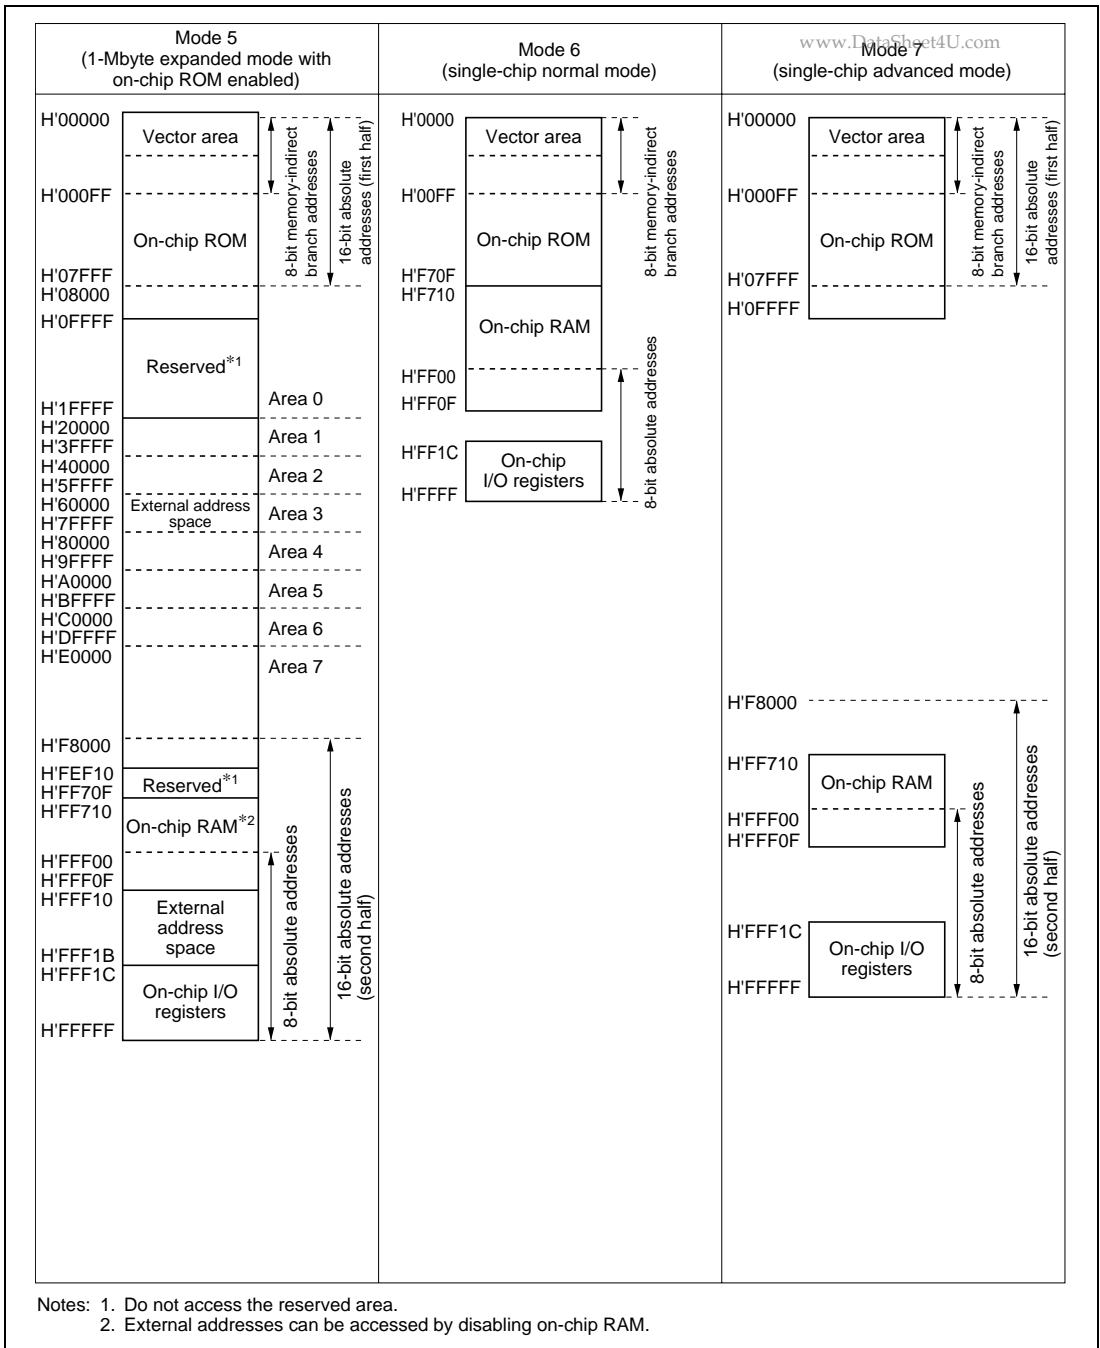 www.DataSheet4U.com
Mode 5
(1-Mbyte expanded mode with
on-chip ROM enabled)
Mode 6
(single-chip normal mode)
Mode 7
(single-chip advanced mode)
H'00000
Vector area
H'000FF
On-chip ROM
H'07FFF
H'08000
H'0FFFF
Reserved*1
H'1FFFF
H'20000
H'3FFFF
H'40000
H'5FFFF
H'60000
H'7FFFF
H'80000
H'9FFFF
H'A0000
H'BFFFF
H'C0000
H'DFFFF
H'E0000
External address
space
Area 0
Area 1
Area 2
Area 3
Area 4
Area 5
Area 6
Area 7
H'F8000
H'FEF10
Reserved*1
H'FF70F
H'FF710
On-chip RAM*2
H'FFF00
H'FFF0F
H'FFF10
External
address
space
H'FFF1B
H'FFF1C
On-chip I/O
registers
H'FFFFF
8-bit memory-indirect
branch addresses
16-bit absolute
addresses (first half)
8-bit absolute addresses
16-bit absolute addresses
(second half)
H'0000
Vector area
H'00FF
On-chip ROM
H'F70F
H'F710
On-chip RAM
H'FF00
H'FF0F
H'FF1C
On-chip
I/O registers
H'FFFF
8-bit memory-indirect
branch addresses
8-bit absolute addresses
H'00000
Vector area
H'000FF
On-chip ROM
H'07FFF
H'0FFFF
8-bit memory-indirect
branch addresses
16-bit absolute
addresses (first half)
H'F8000
H'FF710
On-chip RAM
H'FFF00
H'FFF0F
H'FFF1C
On-chip I/O
registers
H'FFFFF
8-bit absolute addresses
16-bit absolute addresses
(second half)
Notes: 1. Do not access the reserved area.
2. External addresses can be accessed by disabling on-chip RAM.